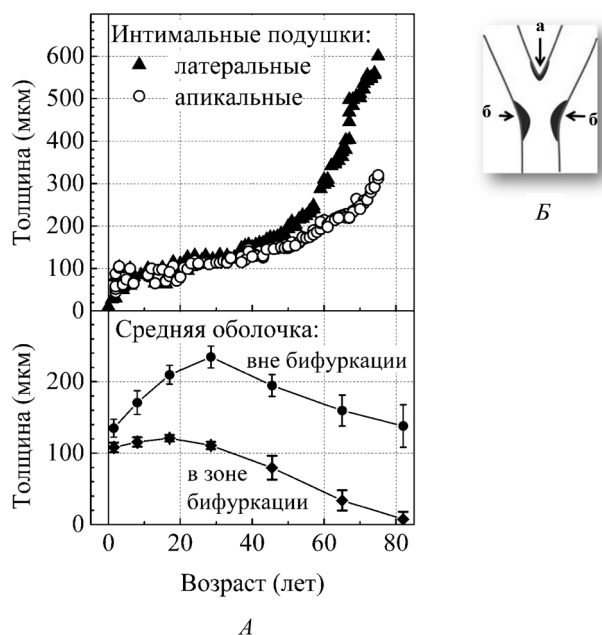 Интимальные подушки:
латеральные
апикальные
Толщина (мкм)
600
500
400
300
200
100
0
Средняя оболочка:
вне бифуркации
в зоне
бифуркации
Толщина (мкм)
200
100
0
0 20 40 60 80
Возраст (лет)
А
а
б б
Б